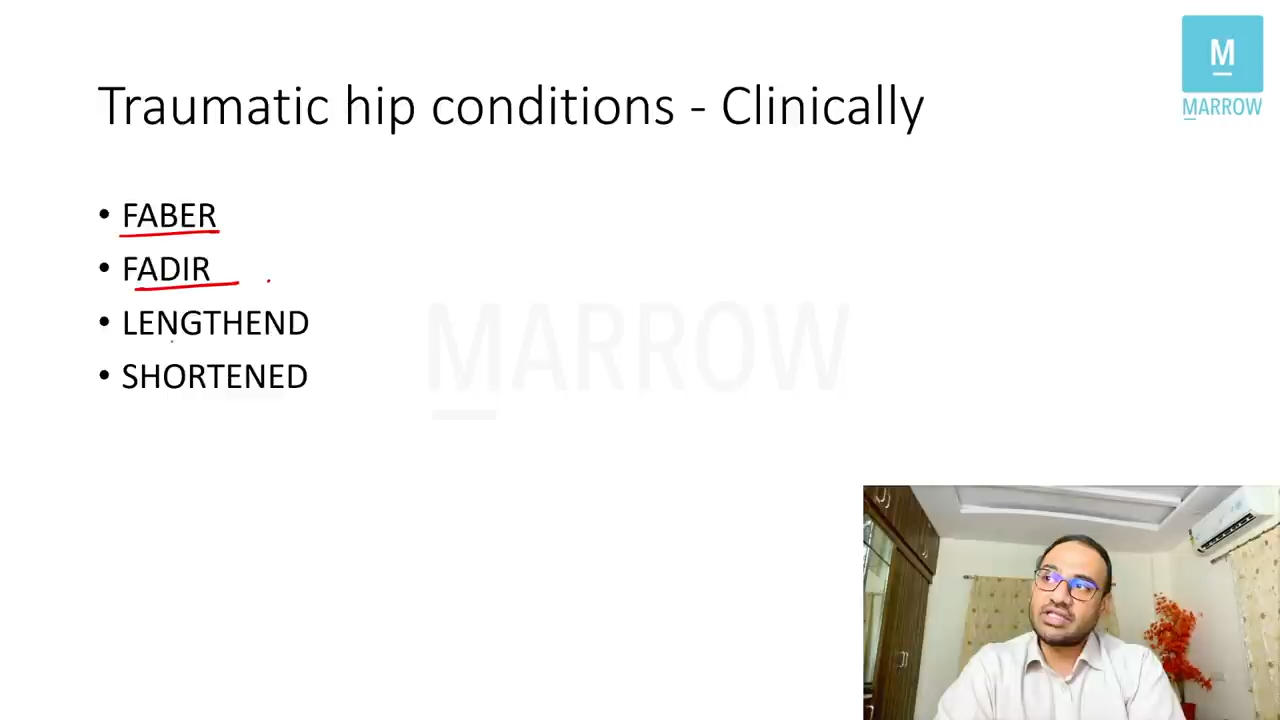 M
MARROW
Traumatic hip conditions - Clinically
• FABER
• FADIR
• LENGTHEND
• SHORTENED
MARROW